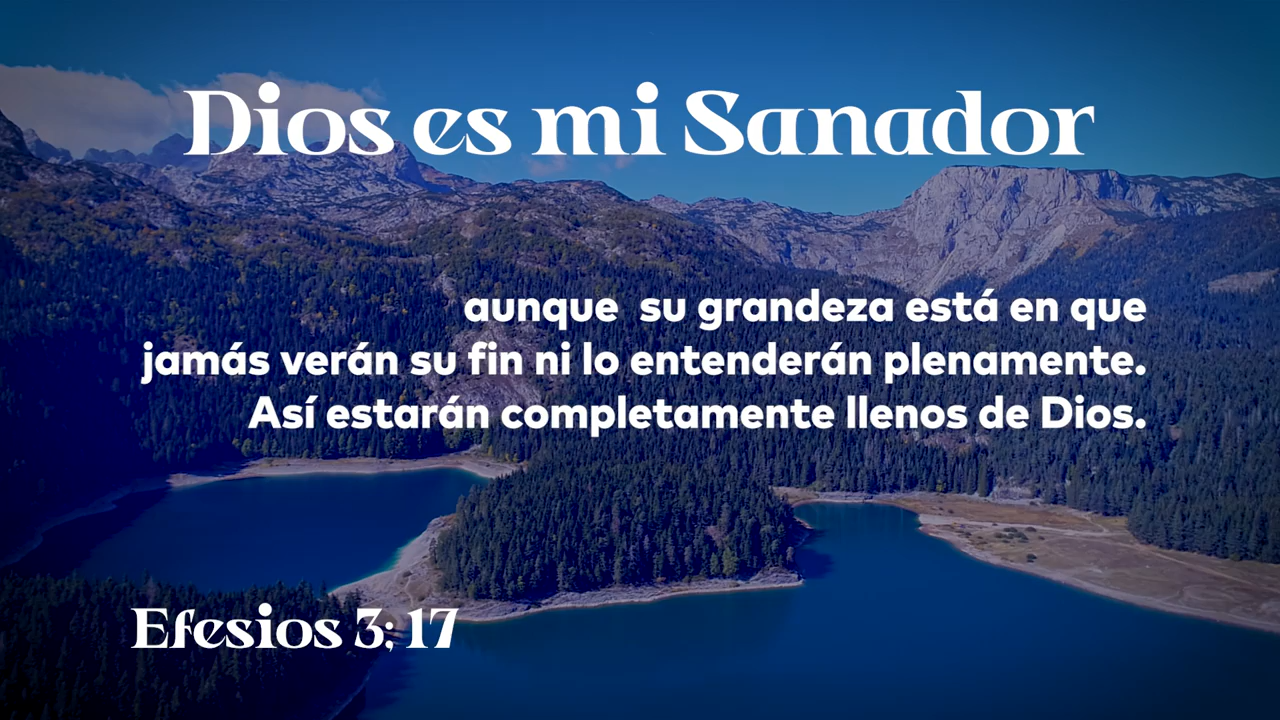 Dios es mi Sanador
aunque  su grandeza está en que
jamás verán su fin ni lo entenderán plenamente.
Así estarán completamente llenos de Dios.
Efesios 3; 17